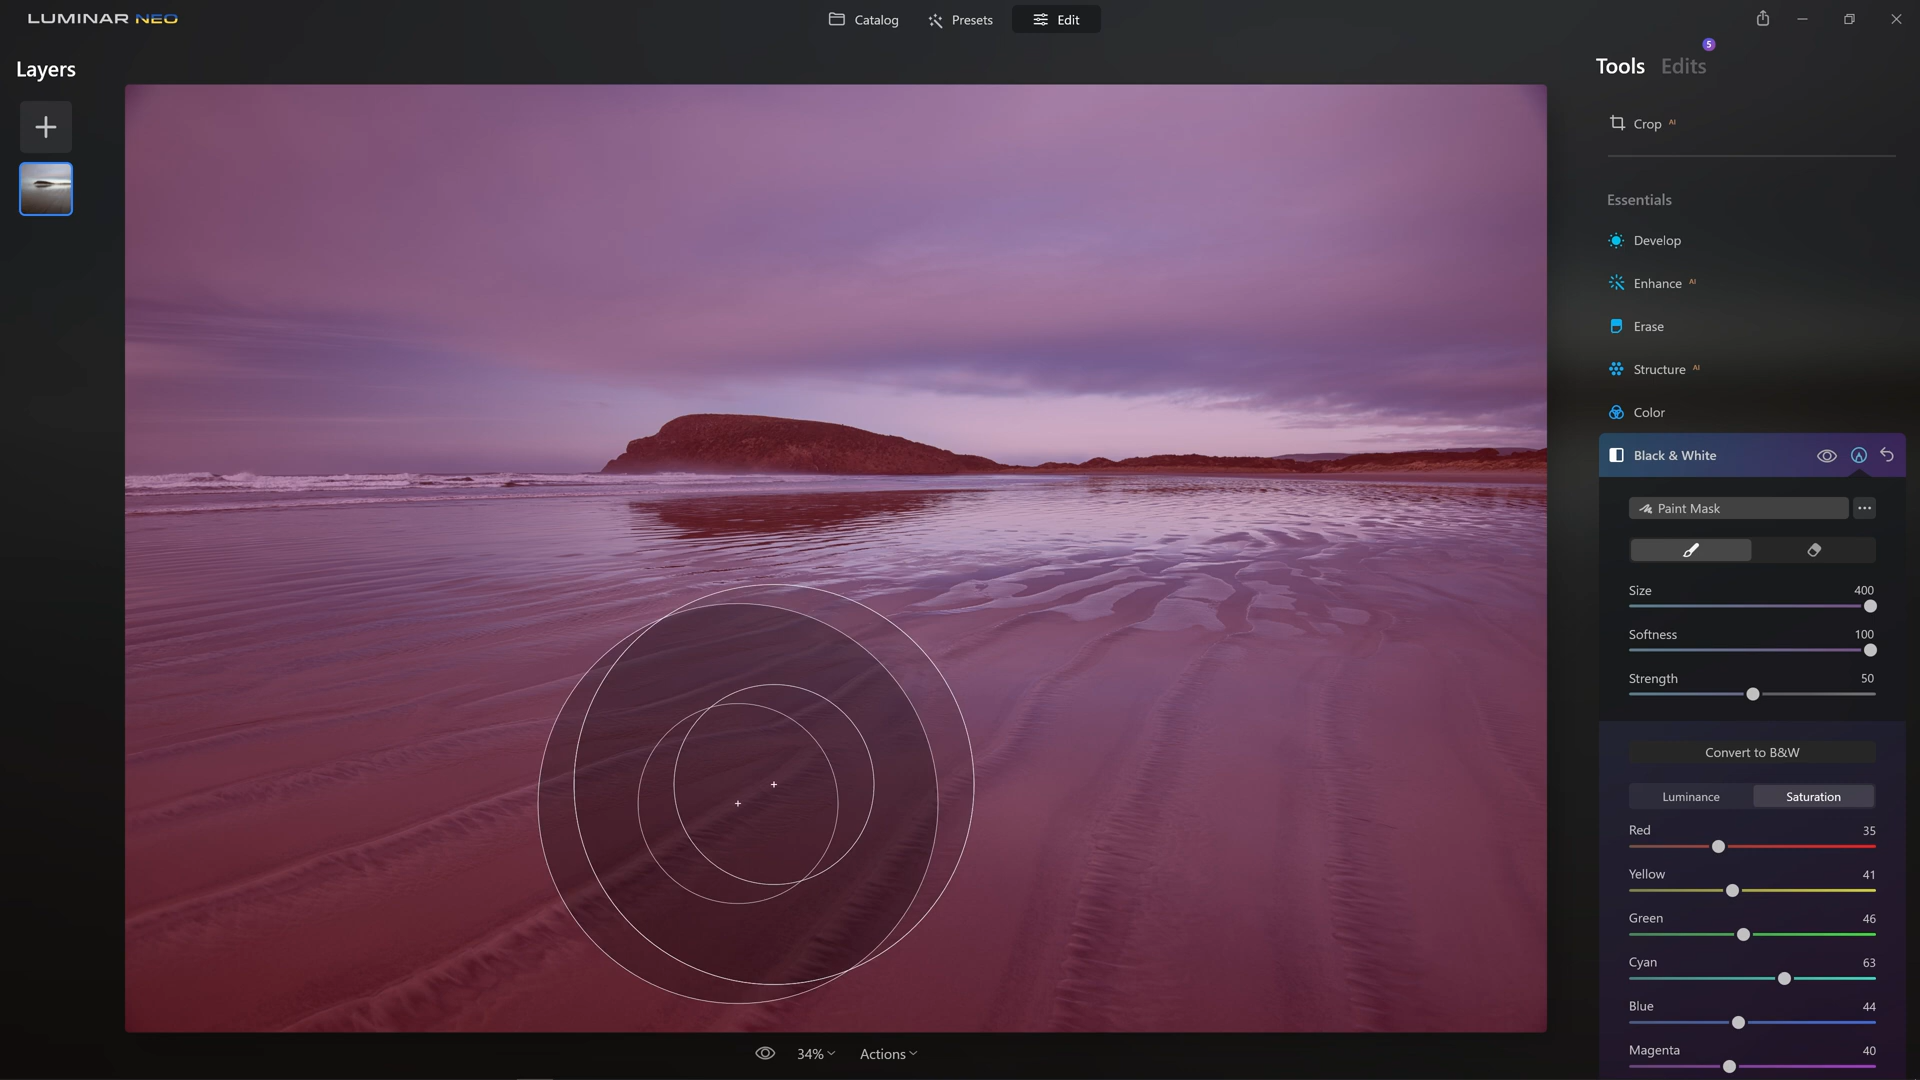 LUMINAR NEO
Catalog
Presets
Edit
Layers
5
Tools
Edits
Crop AI
Essentials
Develop
Enhance AI
Erase
Structure AI
Color
Black & White
Paint Mask
Size 400
Softness 100
Strength 50
Convert to B&W
Luminance Saturation
Red 35
Yellow 41
Green 46
Cyan 63
Blue 44
Magenta 40
34%
Actions